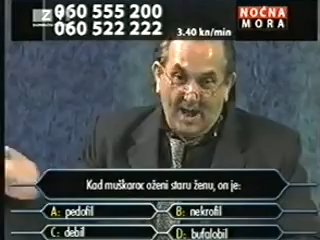 060 555 200
060 522 222
3.40 kn/min
NOĆNA
MORA
Kad muškarac oženi staru ženu, on je:
A: pedofil
B: nekrofil
C: debil
D: bufalobil